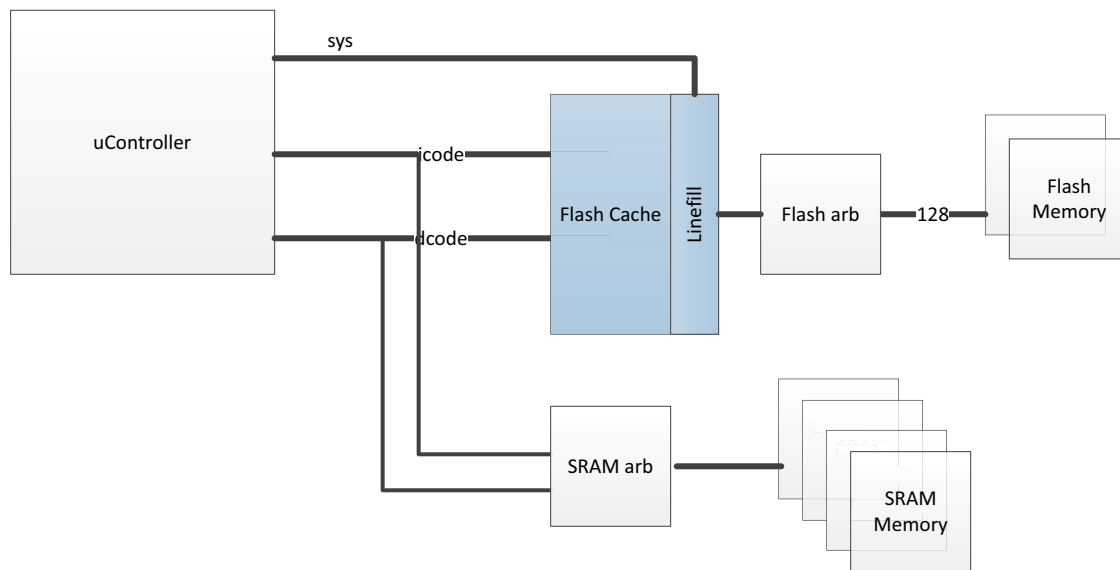 sys
uController
icode
dcode
Flash Cache
Linefill
Flash arb
128
Flash
Memory
SRAM arb
SRAM
Memory